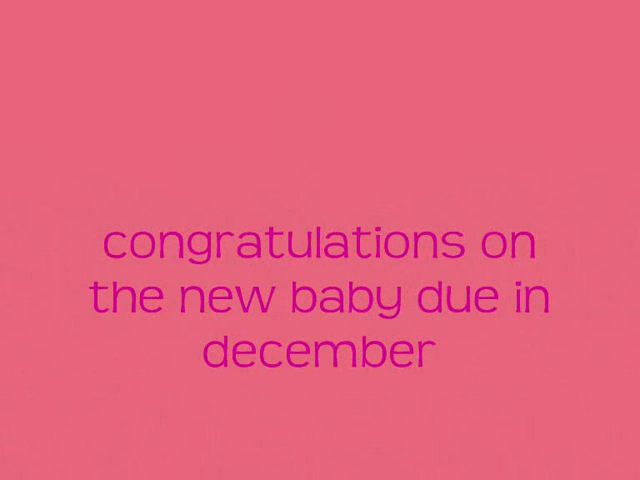 congratulations on
the new baby due in
december